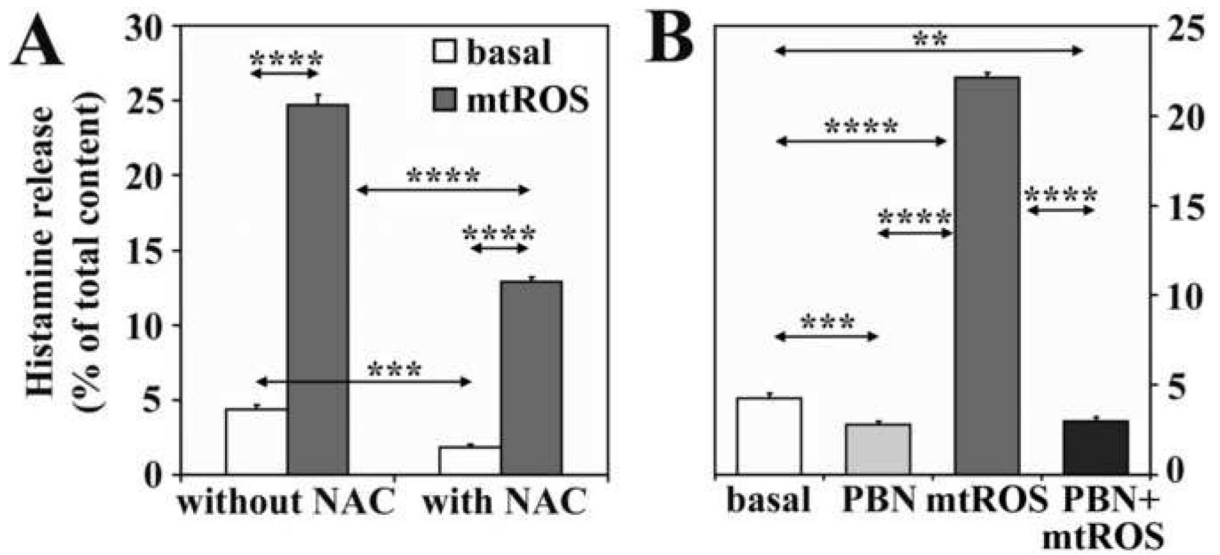 A
B
Histamine release
(% of total content)
30
25
20
15
10
5
0
basal
mtROS
****
****
****
***
without NAC
with NAC
25
20
15
10
5
0
**
****
****
****
***
basal
PBN
mtROS
PBN+
mtROS